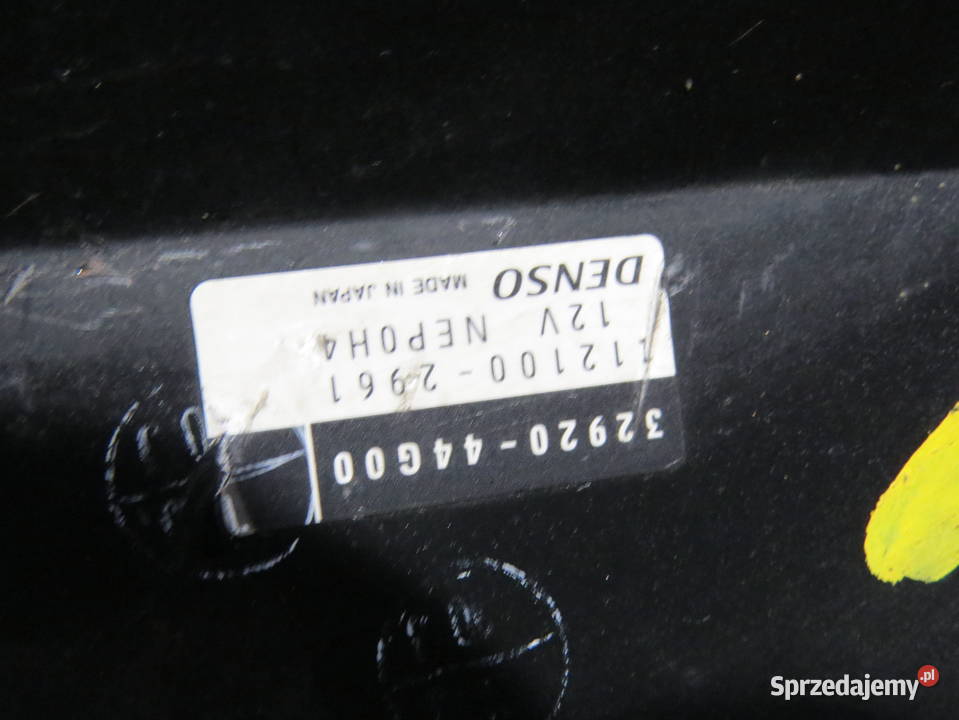 32920-44G00
112100-2961
12V NEP0H4
DENSO MADE IN JAPAN
Sprzedajemy.pl